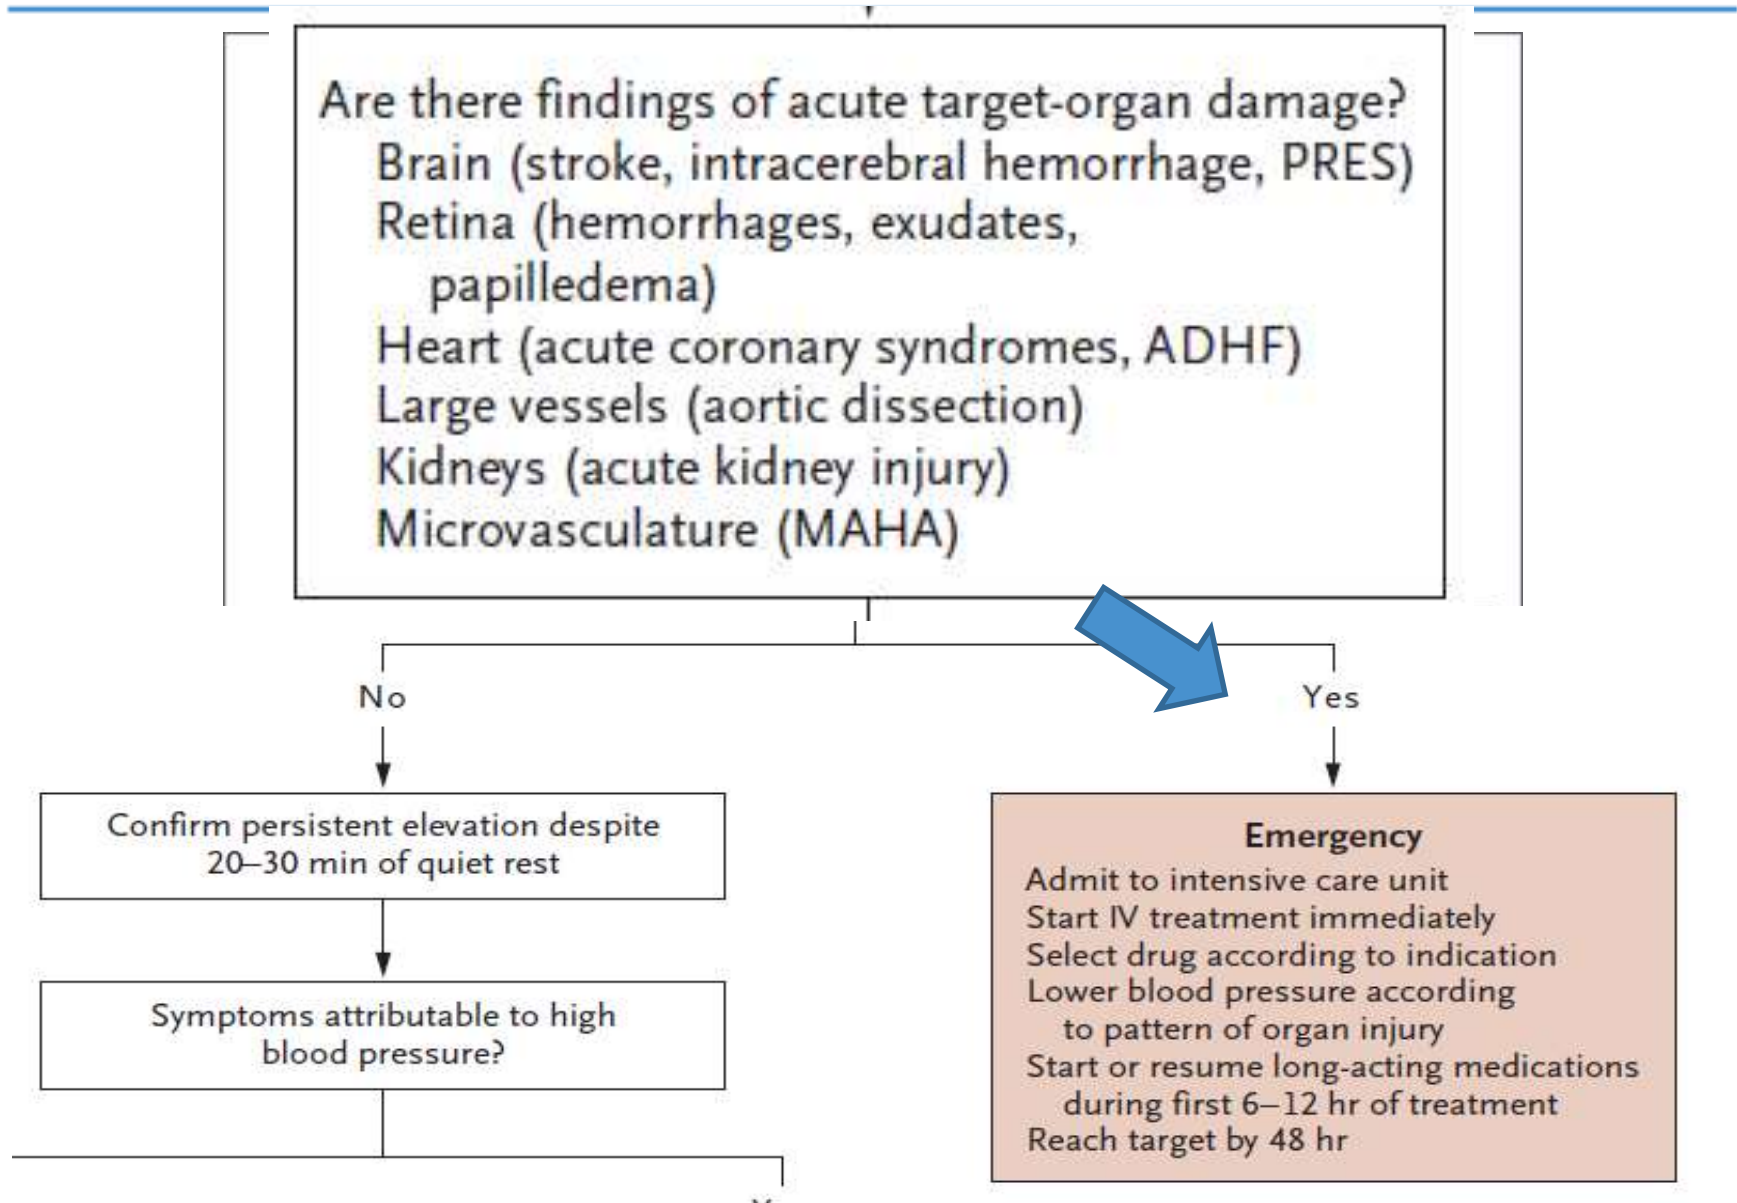 Are there findings of acute target-organ damage?
Brain (stroke, intracerebral hemorrhage, PRES)
Retina (hemorrhages, exudates,
papilledema)
Heart (acute coronary syndromes, ADHF)
Large vessels (aortic dissection)
Kidneys (acute kidney injury)
Microvasculature (MAHA)
No
Yes
Confirm persistent elevation despite
20–30 min of quiet rest
Symptoms attributable to high
blood pressure?
Emergency
Admit to intensive care unit
Start IV treatment immediately
Select drug according to indication
Lower blood pressure according
to pattern of organ injury
Start or resume long-acting medications
during first 6–12 hr of treatment
Reach target by 48 hr